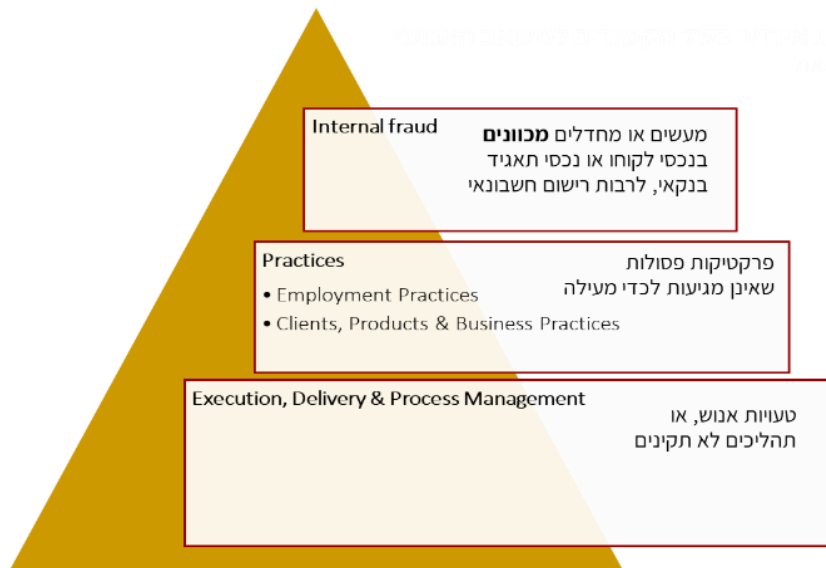 Internal fraud
מעשים או מחדלים מכוונים
בנכסי לקוחו או נכסי תאגיד
בנקאי, לרבות רישום חשבונאי
Practices
• Employment Practices
• Clients, Products & Business Practices
פרקטיקות פסולות
שאינן מגיעות לכדי מעילה
Execution, Delivery & Process Management
טעויות אנוש, או
תהליכים לא תקינים